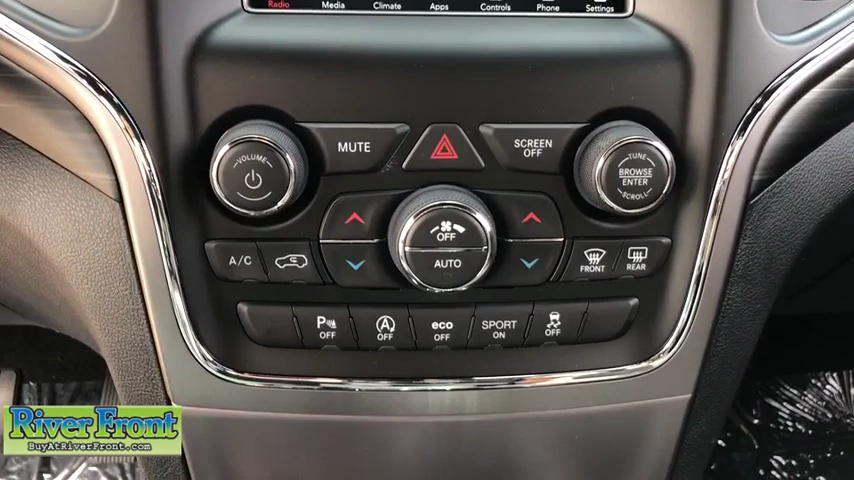 Radio Media Climate Apps Controls Phone Settings
VOLUME
MUTE
SCREEN
OFF
TUNE
BROWSE
ENTER
SCROLL
OFF
AUTO
A/C
FRONT
REAR
P OFF
A OFF
eco OFF
SPORT ON
OFF
River Front
BuyAtRiverFront.com